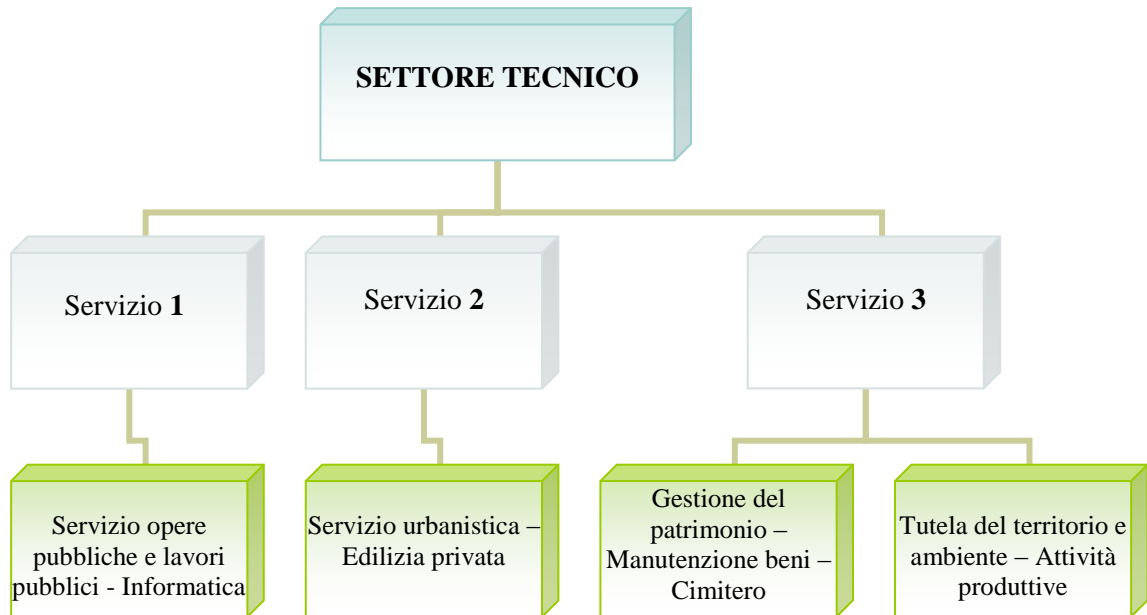 SETTORE TECNICO
Servizio 1
Servizio 2
Servizio 3
Servizio opere
pubbliche e lavori
pubblici - Informatica
Servizio urbanistica –
Edilizia privata
Gestione del
patrimonio –
Manutenzione beni –
Cimitero
Tutela del territorio e
ambiente – Attività
produttive